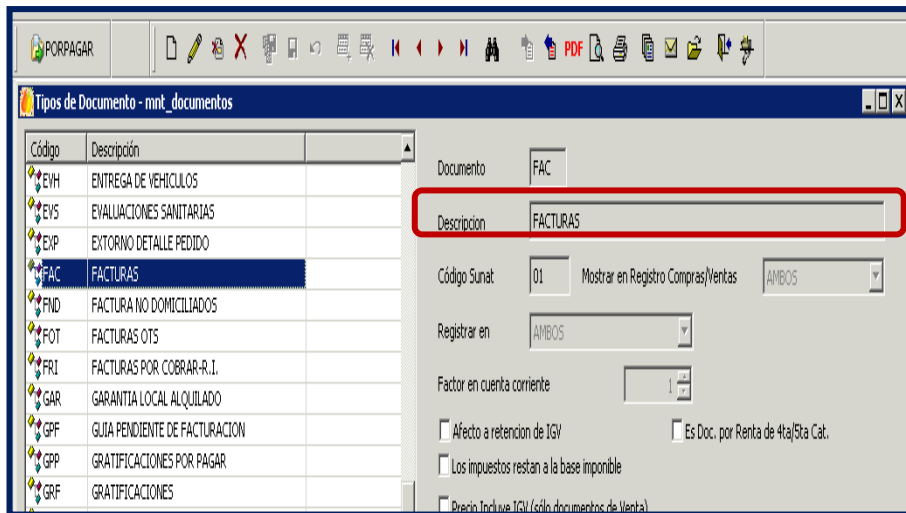 PORPAGAR
PDF
Tipos de Documento - mnt_documentos
Código Descripción
EVH ENTREGA DE VEHICULOS
EVS EVALUACIONES SANITARIAS
EXP EXTORNO DETALLE PEDIDO
FAC FACTURAS
FND FACTURA NO DOMICILIADOS
FOT FACTURAS OTS
FRI FACTURAS POR COBRAR-R.I.
GAR GARANTIA LOCAL ALQUILADO
GPF GUIA PENDIENTE DE FACTURACION
GPP GRATIFICACIONES POR PAGAR
GRF GRATIFICACIONES
Documento FAC
Descripcion FACTURAS
Código Sunat 01 Mostrar en Registro Compras/Ventas AMBOS
Registrar en AMBOS
Factor en cuenta corriente 1
Afecto a retencion de IGV Es Doc. por Renta de 4ta/5ta Cat.
Los impuestos restan a la base imponible
Precio Incluye IGV (sólo documentos de Venta)